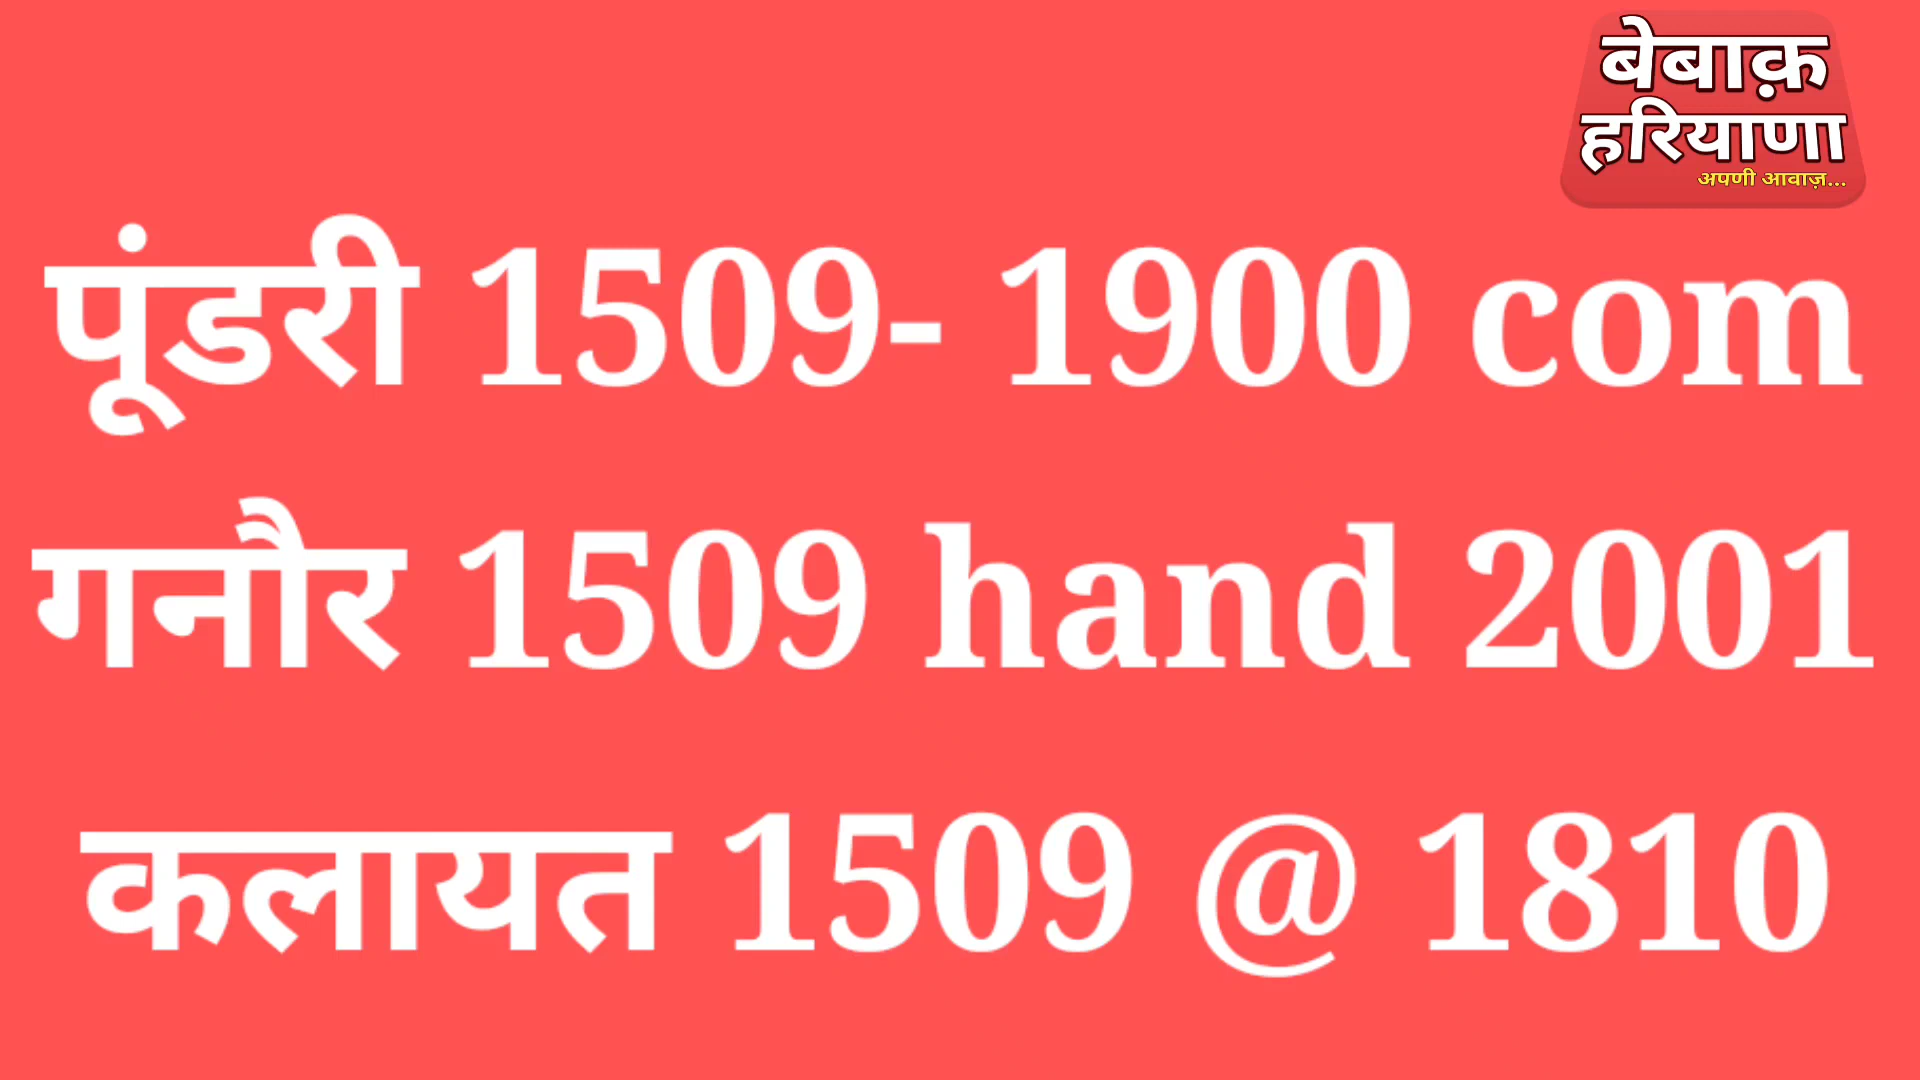 बेबाक़
हरियाणा
अपणी आवाज़...
पूंडरी 1509- 1900 com
गनौर 1509 hand 2001
कलायत 1509 @ 1810